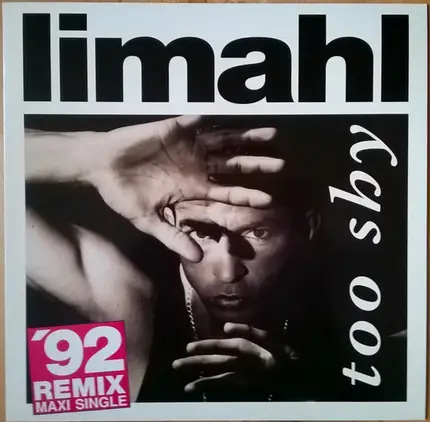 limahl
too shy
'92
REMIX
MAXI SINGLE